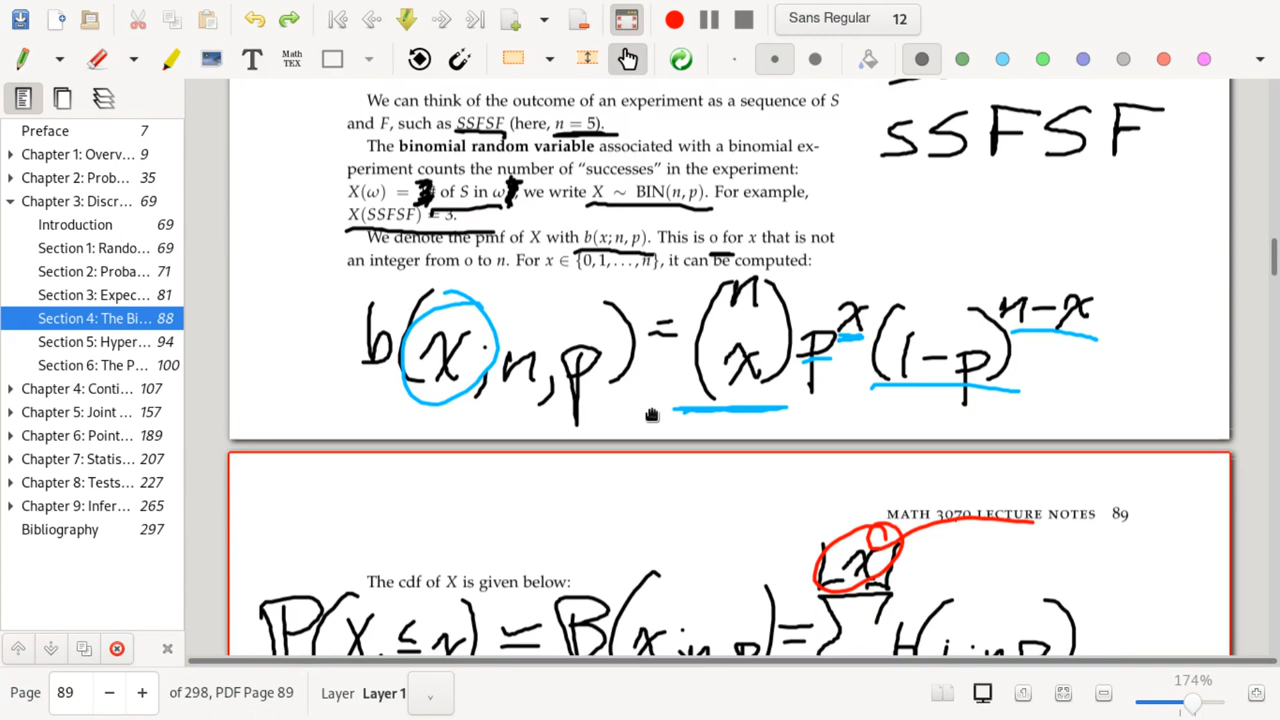 Sans Regular 12
Math
TEX
Preface 7
Chapter 1: Overv... 9
Chapter 2: Prob... 35
Chapter 3: Discr... 69
Introduction 69
Section 1: Rando... 69
Section 2: Proba... 71
Section 3: Expec... 81
Section 4: The Bi... 88
Section 5: Hyper... 94
Section 6: The P... 100
Chapter 4: Conti... 107
Chapter 5: Joint ... 157
Chapter 6: Point... 189
Chapter 7: Statis... 207
Chapter 8: Tests... 227
Chapter 9: Infer... 265
Bibliography 297
We can think of the outcome of an experiment as a sequence of S
and F, such as SSFSF (here, n = 5).
SSFSF
The binomial random variable associated with a binomial ex-
periment counts the number of “successes” in the experiment:
X(ω) = of S in ω we write X ∼ BIN(n, p). For example,
X(SSFSF) = 3.
We denote the pmf of X with b(x; n, p). This is 0 for x that is not
an integer from 0 to n. For x ∈ {0, 1, . . . , n}, it can be computed:
b(x; n, p) = (n x) p^x (1-p)^{n-x}
MATH 3070 LECTURE NOTES 89
The cdf of X is given below:
⌊x⌋
P(X ≤ x) = B(x; n, p) = Σ b(i; n, p)
Page 89 of 298, PDF Page 89 Layer Layer 1 174%